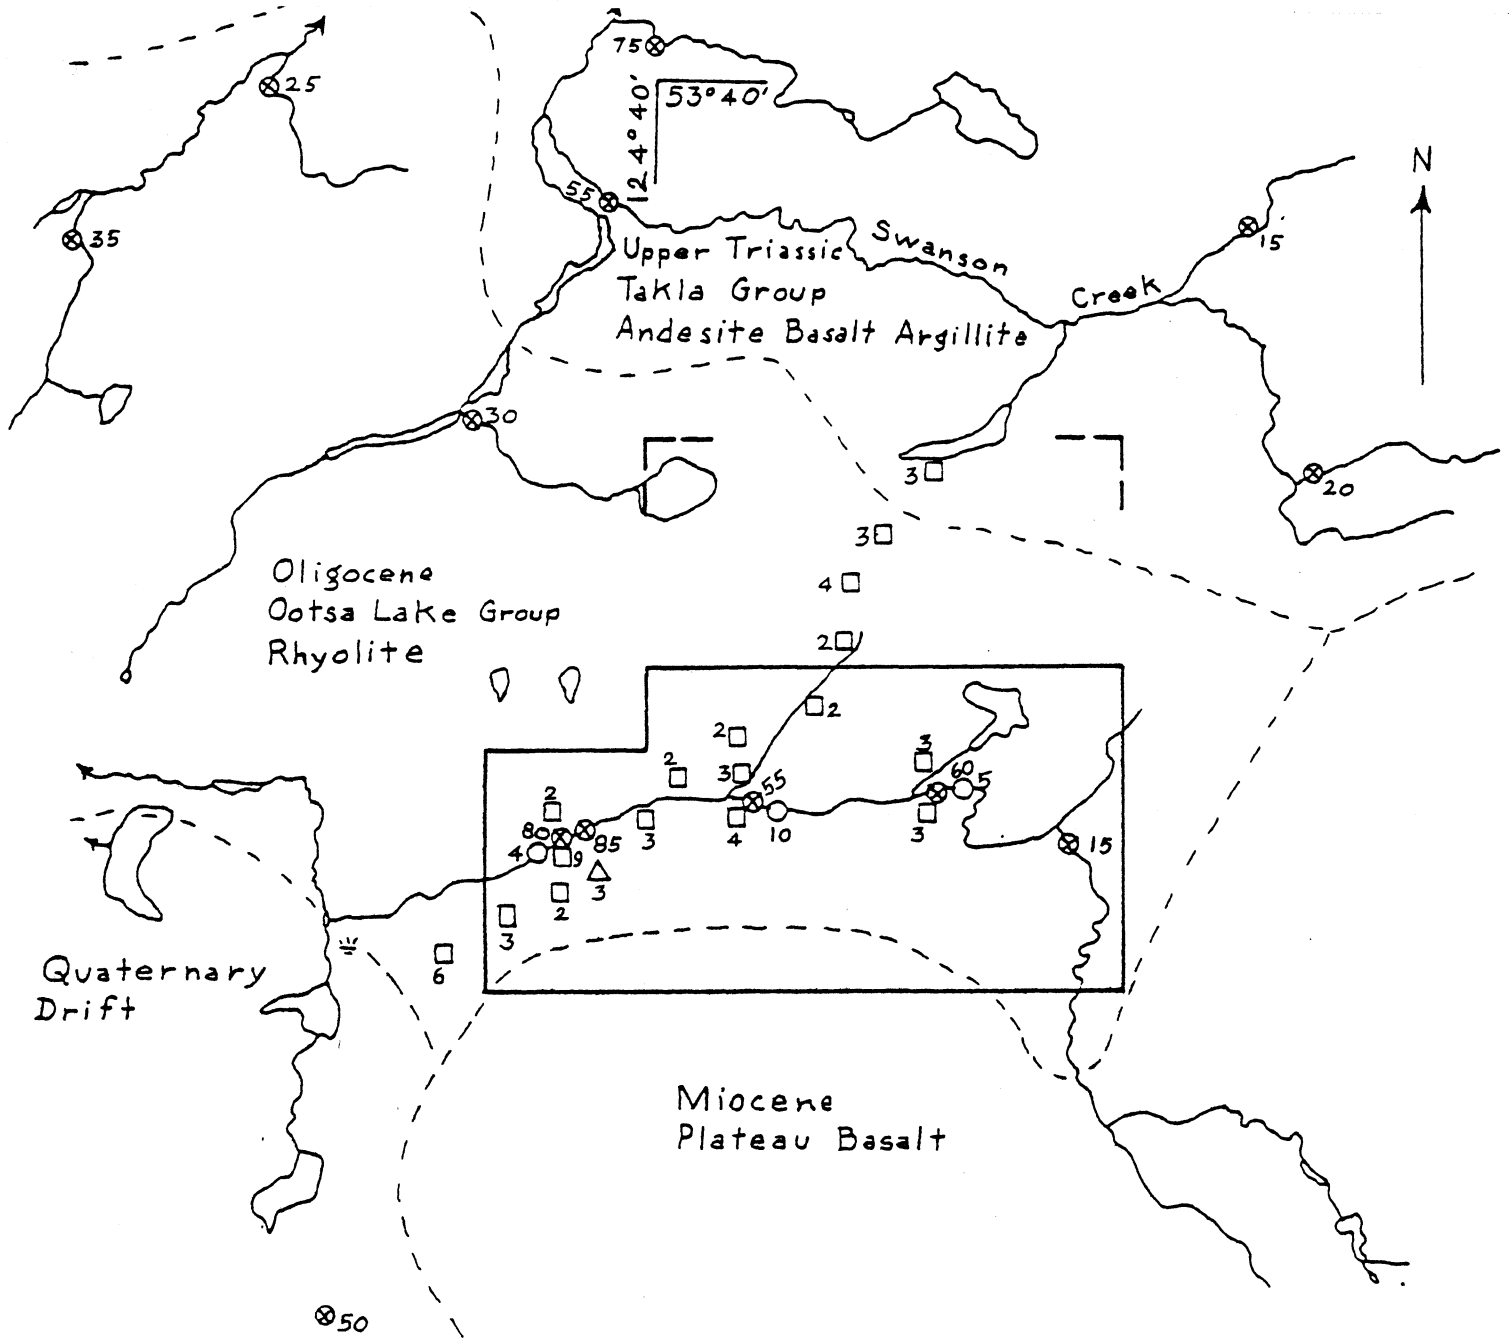 75
25
53°40'
124°40'
55
35
15
N
Swanson
Creek
Upper Triassic
Takla Group
Andesite Basalt Argillite
30
3
20
3
Oligocene
Ootsa Lake Group
Rhyolite
4
2
2
2
3
2
3
55
60
5
2
80
85
3
4
10
3
15
4
9
3
2
3
6
Quaternary
Drift
Miocene
Plateau Basalt
50